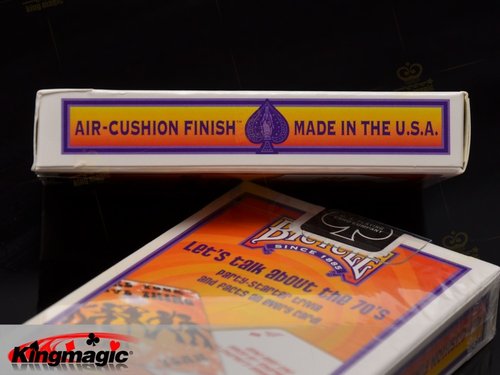 AIR-CUSHION FINISH™ MADE IN THE U.S.A.
BICYCLE
SINCE 1885
Let's talk about the 70's
party-starter trivia
and facts on every card
Kingmagic®